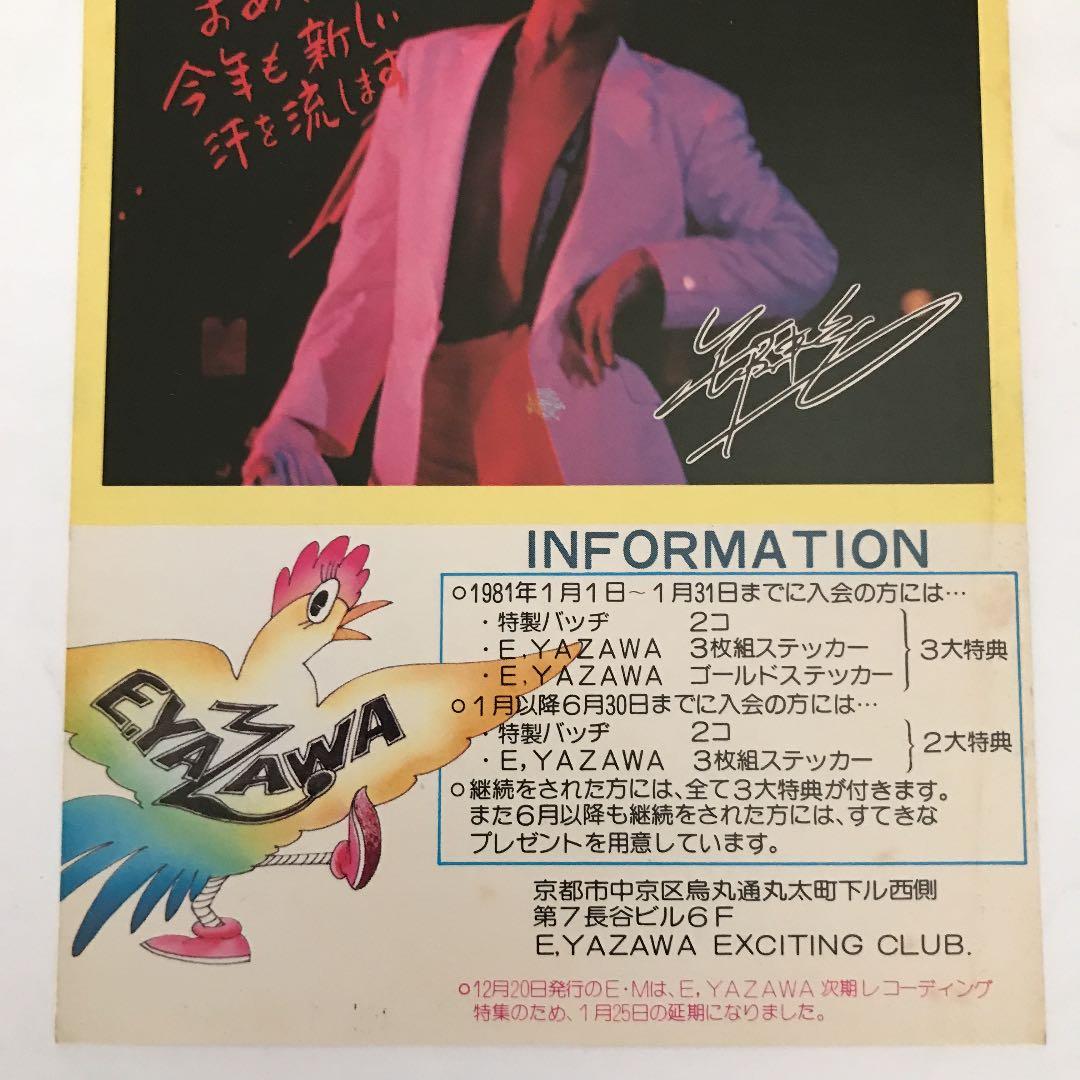 今年も新しい
汗を流します
INFORMATION
○1981年1月1日～1月31日までに入会の方には…
・特製バッヂ 2コ
・E,YAZAWA 3枚組ステッカー
・E,YAZAWA ゴールドステッカー
3大特典
○1月以降6月30日までに入会の方には…
・特製バッヂ 2コ
・E,YAZAWA 3枚組ステッカー
2大特典
○継続をされた方には、全て3大特典が付きます。
また6月以降も継続をされた方には、すてきな
プレゼントを用意しています。
E.YAZAWA
京都市中京区烏丸通丸太町下ル西側
第7長谷ビル6F
E,YAZAWA EXCITING CLUB.
○12月20日発行のE・Mは、E,YAZAWA次期レコーディング
特集のため、1月25日の延期になりました。